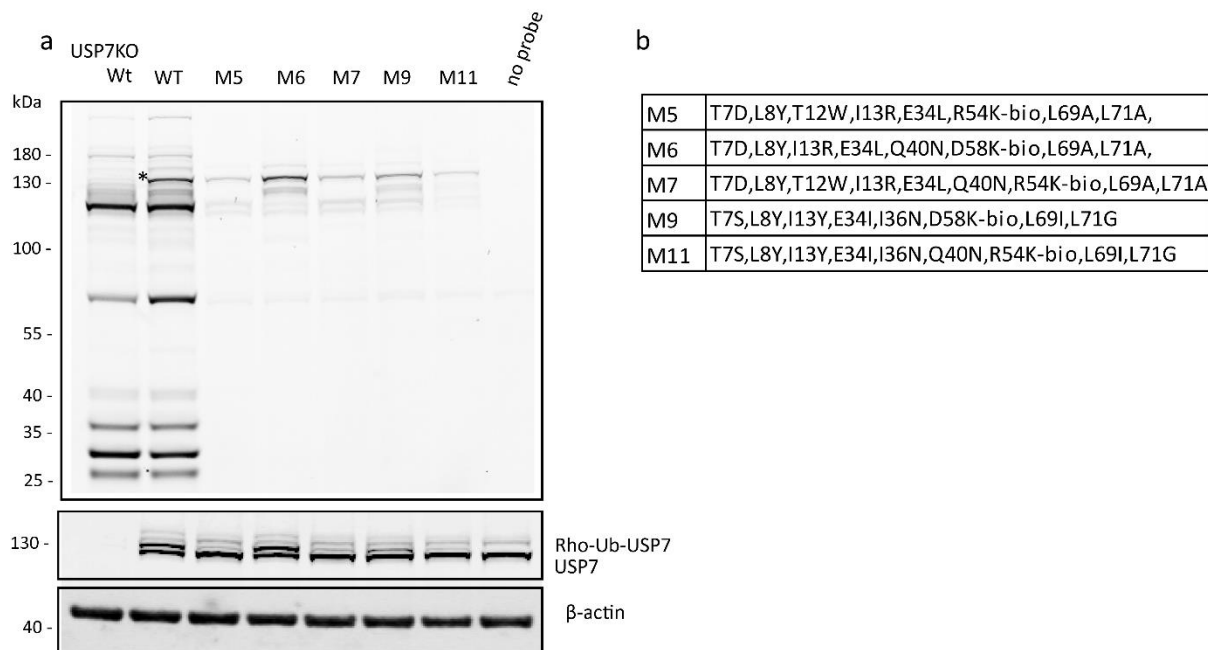 a
USP7KO
Wt WT M5 M6 M7 M9 M11 no probe
kDa
180 -
*
130 -
100 -
55 -
40 -
35 -
25 -
130 -
Rho-Ub-USP7
USP7
β-actin
40 -
b
M5 T7D,L8Y,T12W,I13R,E34L,R54K-bio,L69A,L71A,
M6 T7D,L8Y,I13R,E34L,Q40N,D58K-bio,L69A,L71A,
M7 T7D,L8Y,T12W,I13R,E34L,Q40N,R54K-bio,L69A,L71A
M9 T7S,L8Y,I13Y,E34I,I36N,D58K-bio,L69I,L71G
M11 T7S,L8Y,I13Y,E34I,I36N,Q40N,R54K-bio,L69I,L71G